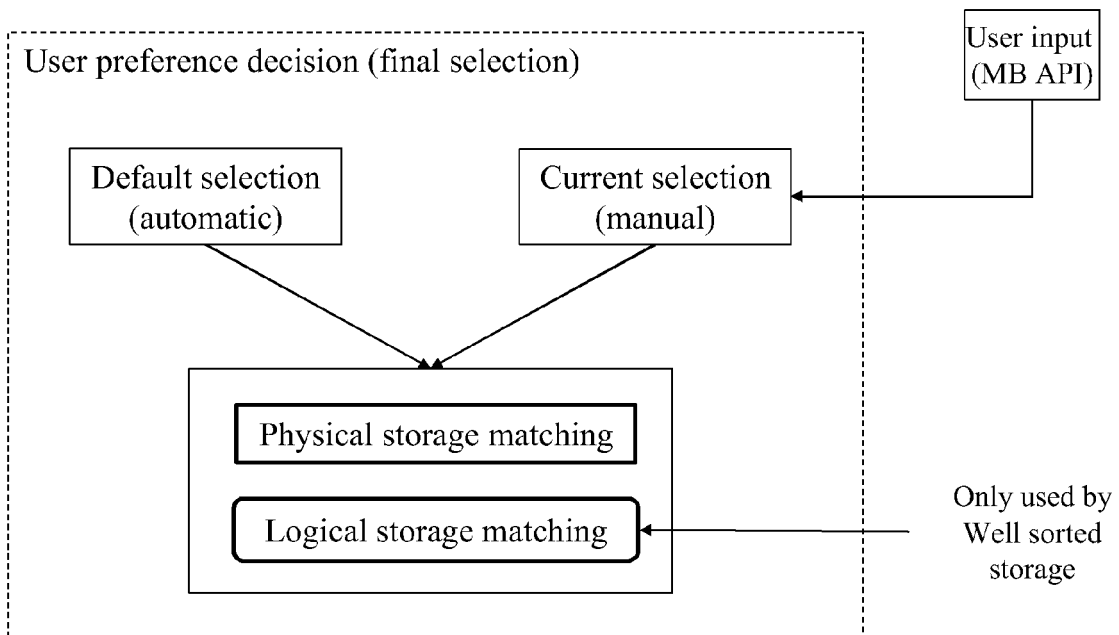 User preference decision (final selection)
User input
(MB API)
Default selection
(automatic)
Current selection
(manual)
Physical storage matching
Logical storage matching
Only used by
Well sorted
storage